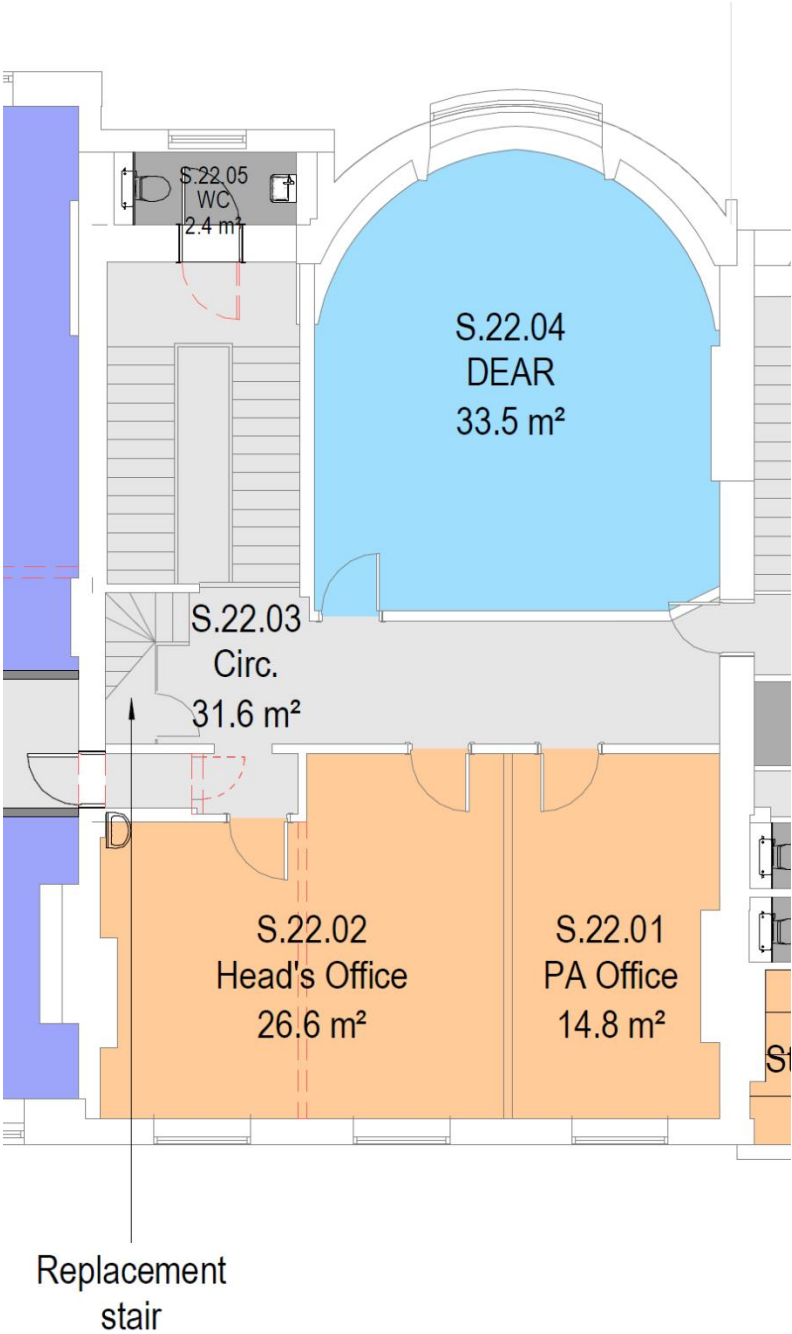 S.22.05
WC
2.4 m²
S.22.04
DEAR
33.5 m²
S.22.03
Circ.
31.6 m²
S.22.02
Head's Office
26.6 m²
S.22.01
PA Office
14.8 m²
St
Replacement
stair